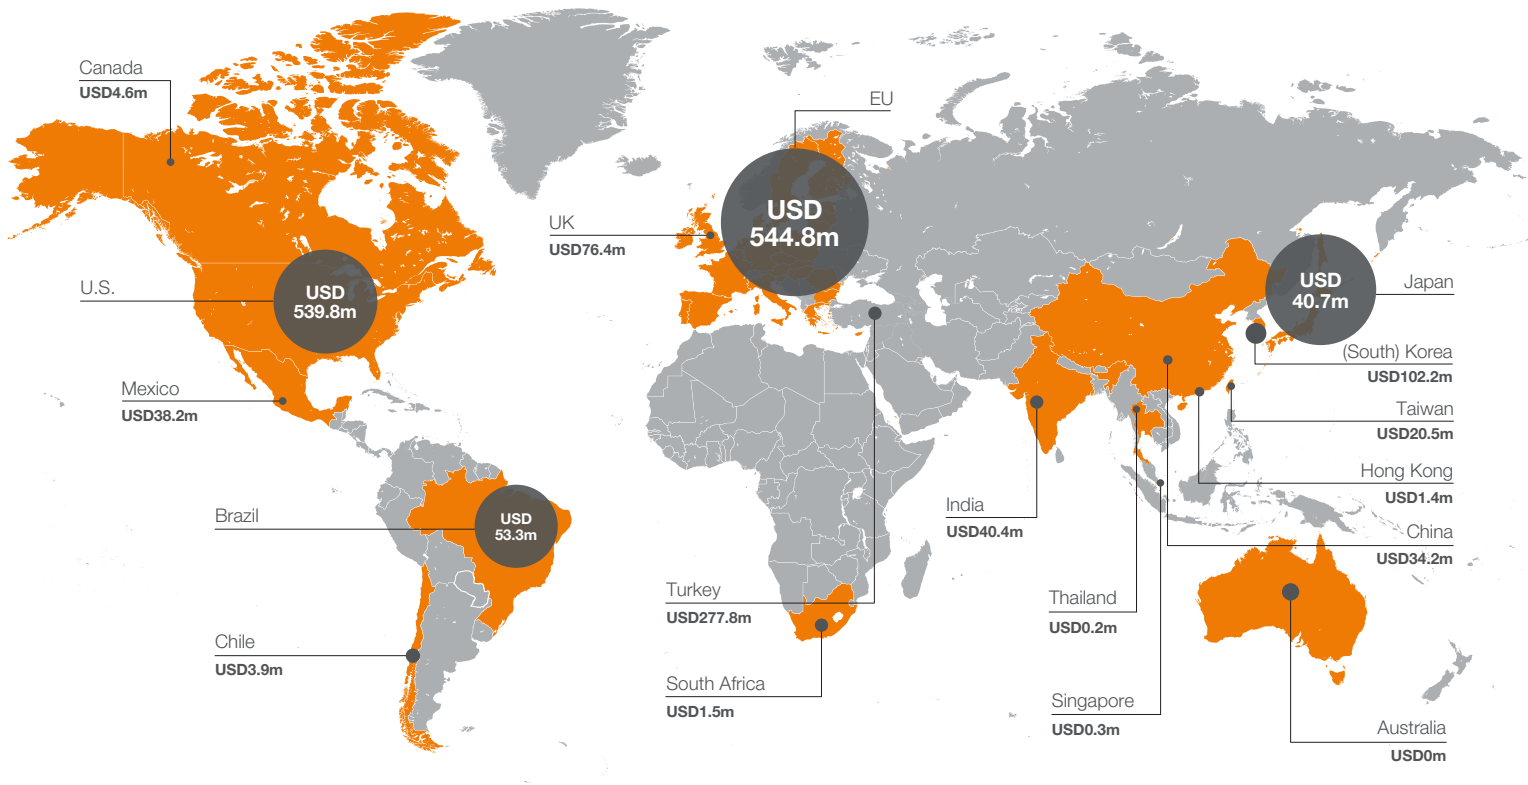 Canada
USD4.6m
EU
USD
544.8m
UK
USD76.4m
U.S.
USD
539.8m
Japan
USD
40.7m
(South) Korea
USD102.2m
Mexico
USD38.2m
Taiwan
USD20.5m
Hong Kong
USD1.4m
India
USD40.4m
Brazil
USD
53.3m
China
USD34.2m
Turkey
USD277.8m
Thailand
USD0.2m
Chile
USD3.9m
South Africa
USD1.5m
Singapore
USD0.3m
Australia
USD0m